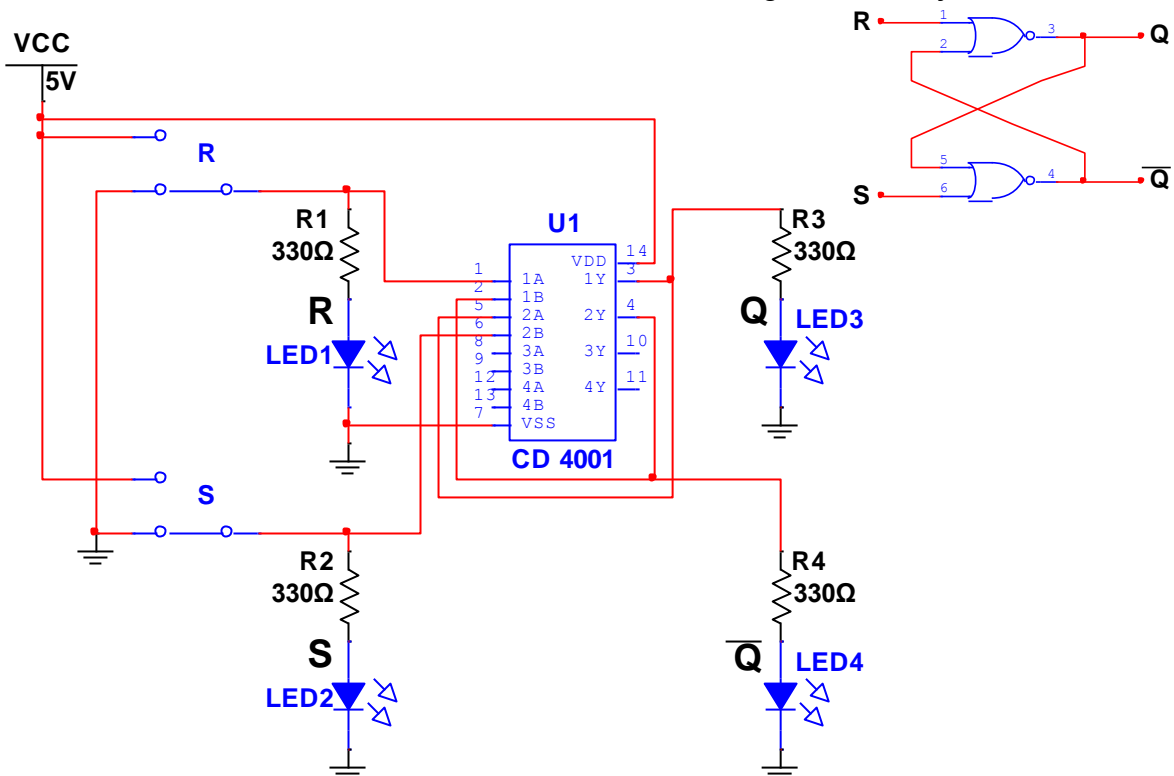 VCC
5V
R
R1
330Ω
R
LED1
S
R2
330Ω
S
LED2
U1
1
2
5
6
8
9
12
13
7
1A
1B
2A
2B
3A
3B
4A
4B
VSS
VDD
1Y
2Y
3Y
4Y
14
3
4
10
11
CD 4001
R3
330Ω
Q
LED3
R4
330Ω
Q̅
LED4
R
1
2
3
Q
S
5
6
4
Q̅